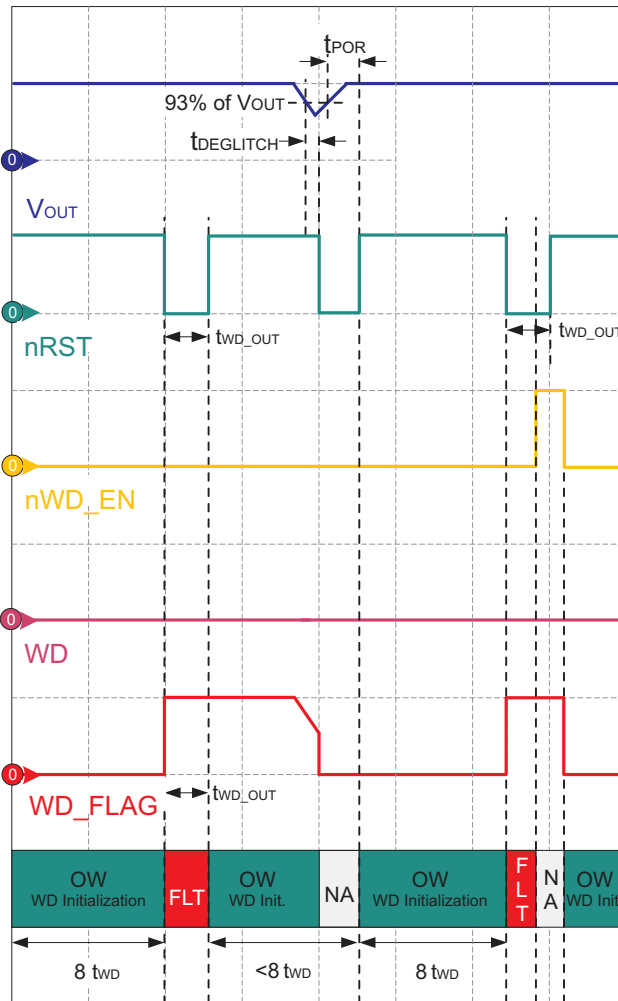 tPOR
93% of VOUT
tDEGLITCH
0
VOUT
0
nRST
tWD_OUT
tWD_OUT
0
nWD_EN
0
WD
0
WD_FLAG
tWD_OUT
OW
WD Initialization
FLT
OW
WD Init.
NA
OW
WD Initialization
F
L
T
N
A
OW
WD Init
8 tWD
<8 tWD
8 tWD